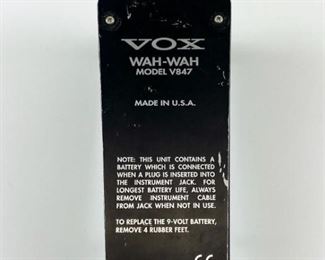 VOX
WAH-WAH
MODEL V847
MADE IN U.S.A.
NOTE: THIS UNIT CONTAINS A
BATTERY WHICH IS CONNECTED
WHEN A PLUG IS INSERTED INTO
THE INSTRUMENT JACK. FOR
LONGEST BATTERY LIFE, ALWAYS
REMOVE INSTRUMENT CABLE
FROM JACK WHEN NOT IN USE.
TO REPLACE THE 9-VOLT BATTERY,
REMOVE 4 RUBBER FEET.